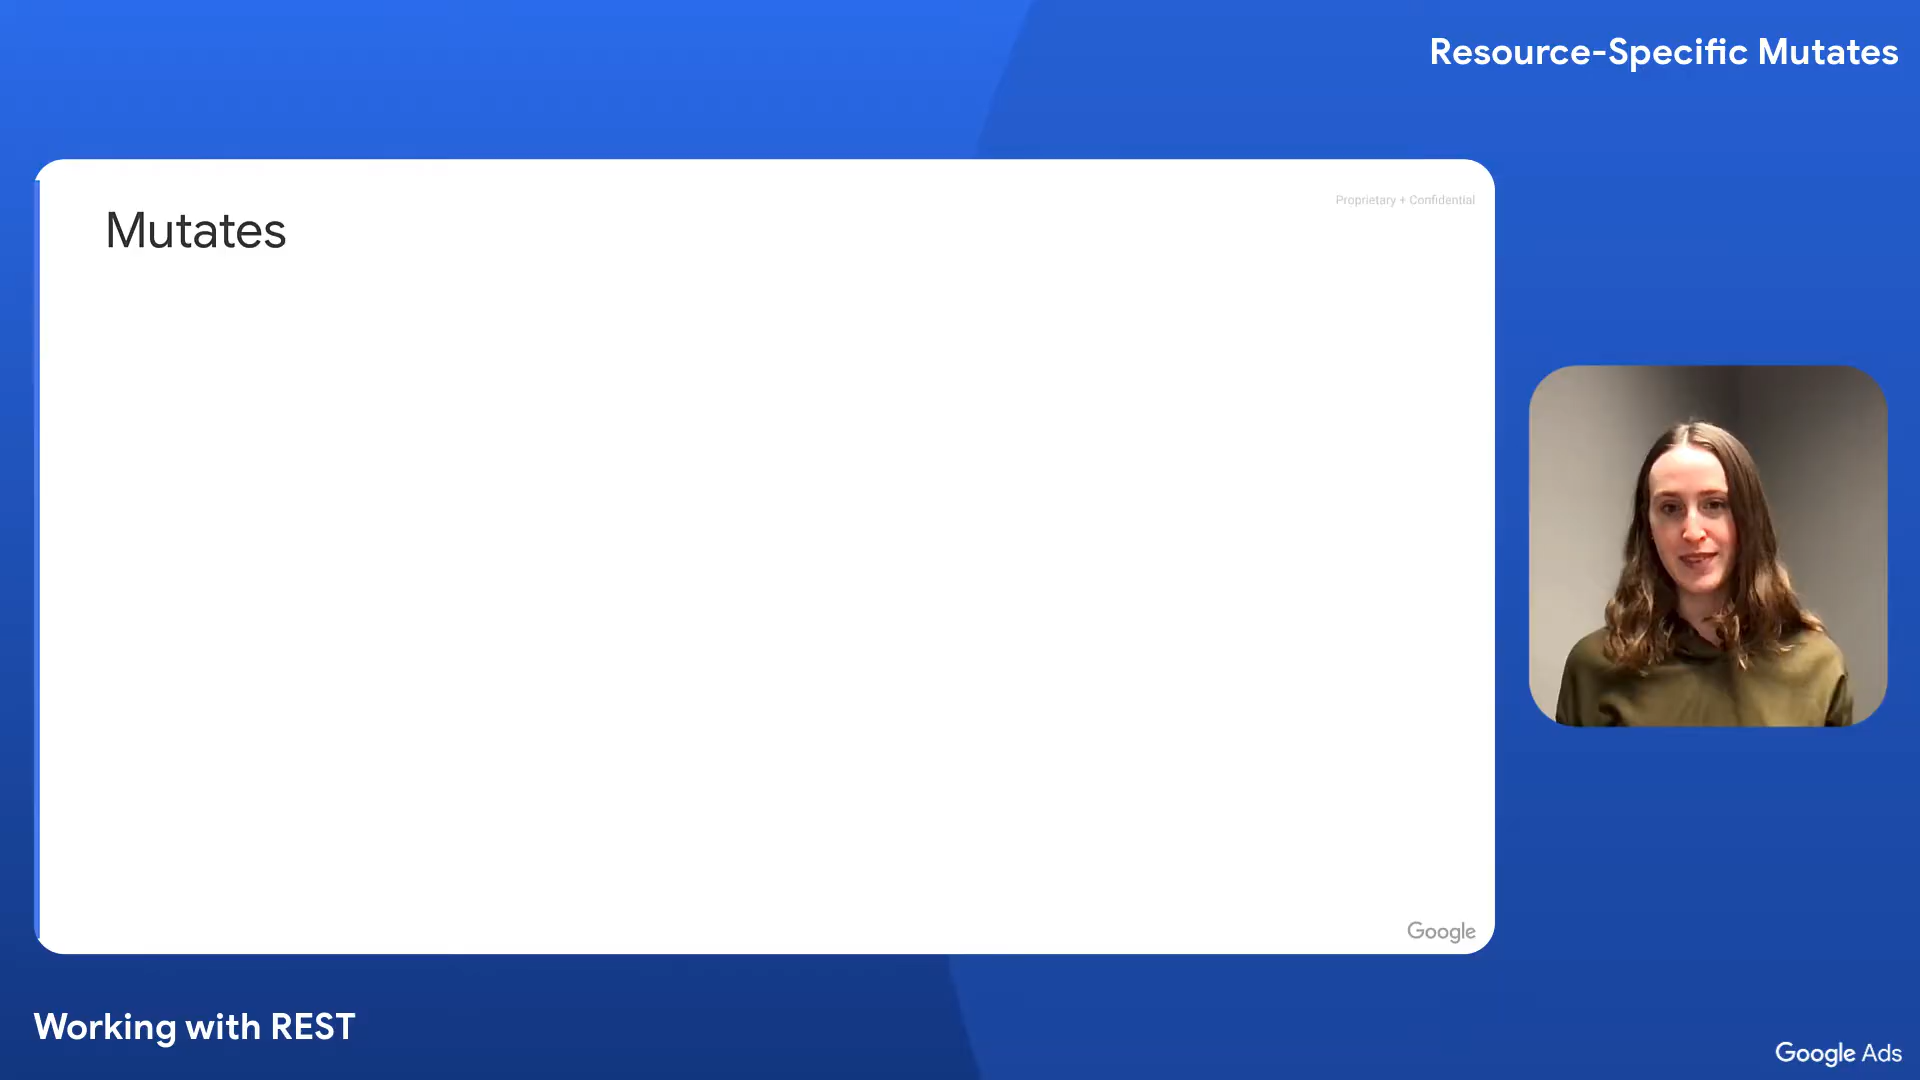 Resource-Specific Mutates
Proprietary + Confidential
Mutates
Google
Working with REST
Google Ads